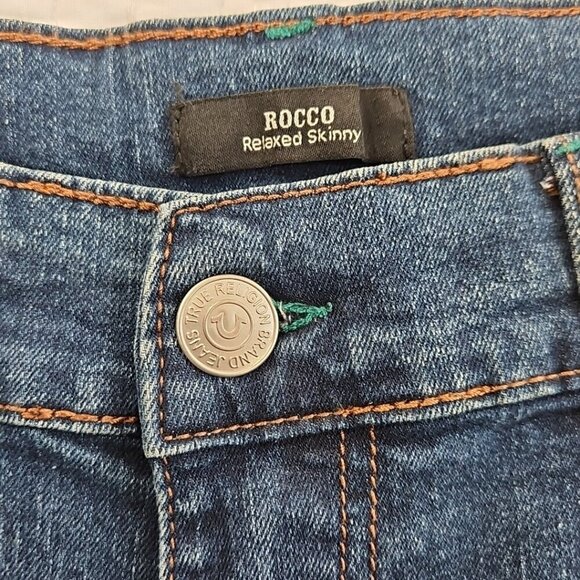 ROCCO
Relaxed Skinny
TRUE RELIGION BRAND JEANS